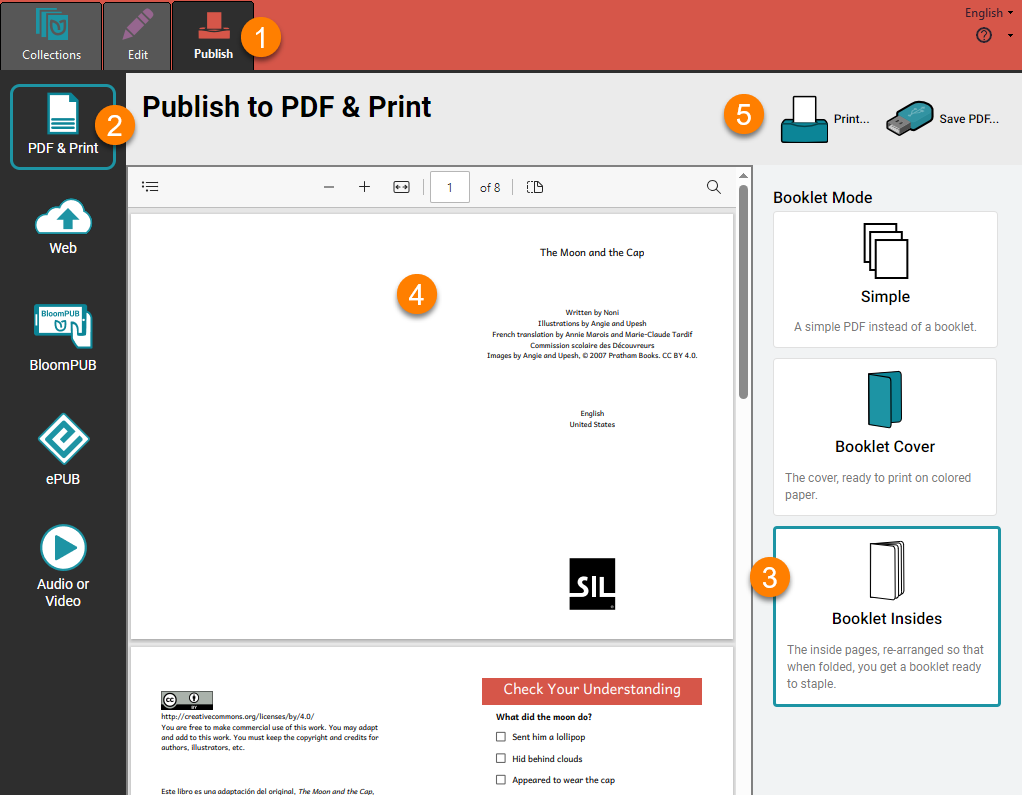 Collections
Edit
Publish
1
English
?
PDF & Print
2
Web
BloomPUB
BloomPUB
ePUB
Audio or
Video
Publish to PDF & Print
5
Print...
Save PDF...
1 of 8
The Moon and the Cap
4
Written by Noni
Illustrations by Angie and Upesh
French translation by Annie Marois and Marie-Claude Tardif
Commission scolaire des Découvreurs
Images by Angie and Upesh, © 2007 Pratham Books. CC BY 4.0.
English
United States
SIL
cc BY
http://creativecommons.org/licenses/by/4.0/
You are free to make commercial use of this work. You may adapt
and add to this work. You must keep the copyright and credits for
authors, illustrators, etc.
Este libro es una adaptación del original, The Moon and the Cap,
Check Your Understanding
What did the moon do?
Sent him a lollipop
Hid behind clouds
Appeared to wear the cap
Booklet Mode
Simple
A simple PDF instead of a booklet.
Booklet Cover
The cover, ready to print on colored
paper.
3
Booklet Insides
The inside pages, re-arranged so that
when folded, you get a booklet ready
to staple.